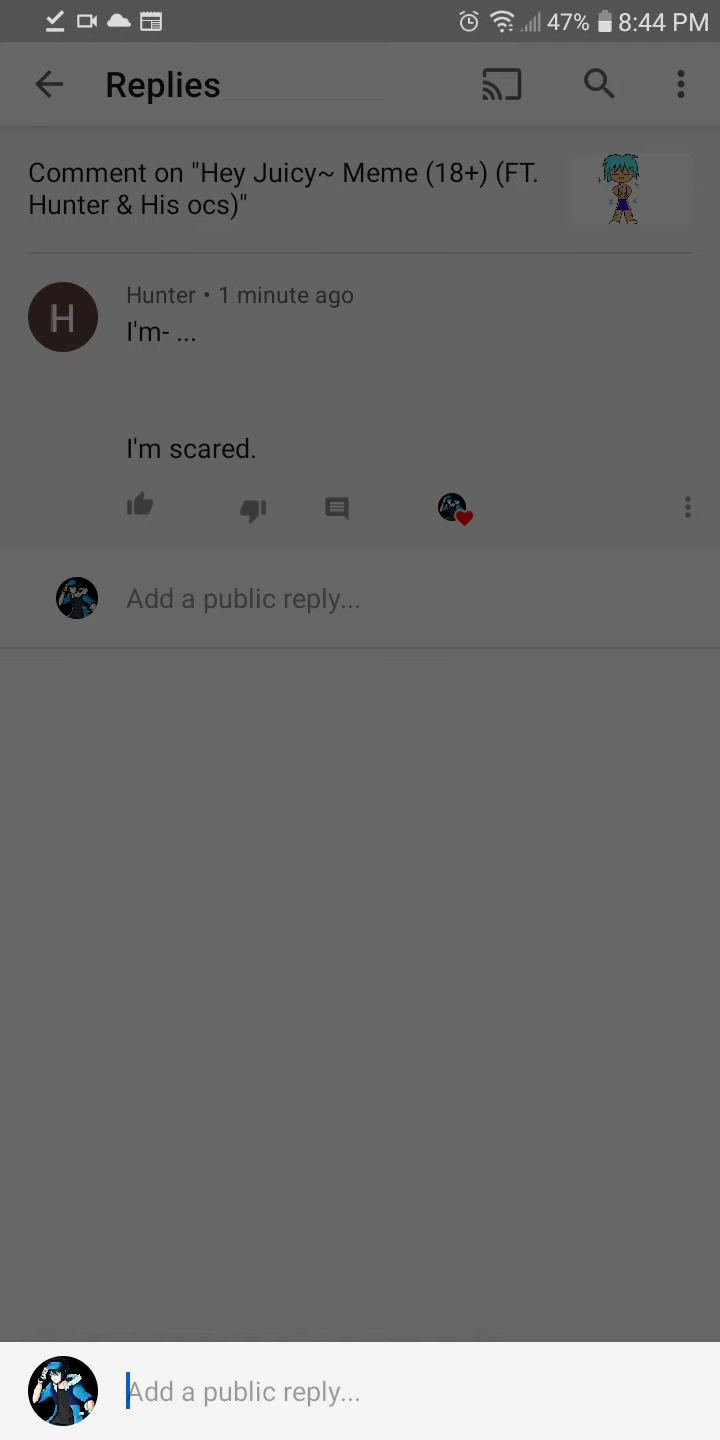 47% 8:44 PM
Replies
Comment on "Hey Juicy~ Meme (18+) (FT.
Hunter & His ocs)"
H
Hunter • 1 minute ago
I'm- ...
I'm scared.
Add a public reply...
Add a public reply...